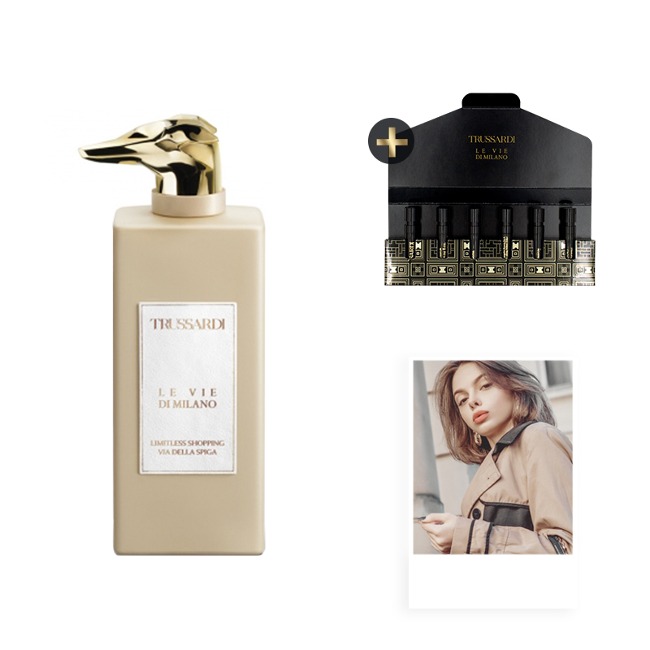 TRUSSARDI
LE VIE
DI MILANO
LIMITLESS SHOPPING
VIA DELLA SPIGA
TRUSSARDI
LE VIE
DI MILANO